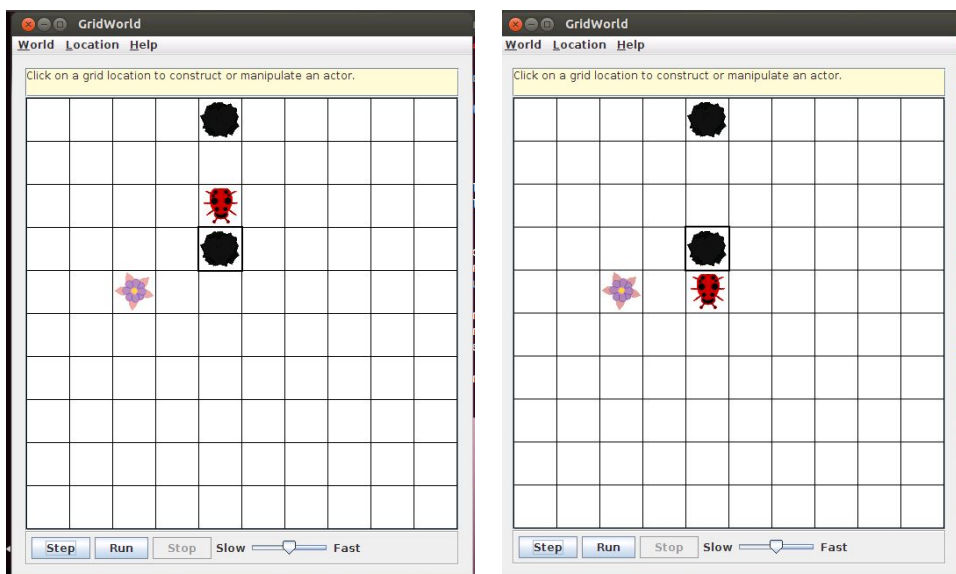 GridWorld
World Location Help
Click on a grid location to construct or manipulate an actor.
Step Run Stop Slow Fast
GridWorld
World Location Help
Click on a grid location to construct or manipulate an actor.
Step Run Stop Slow Fast